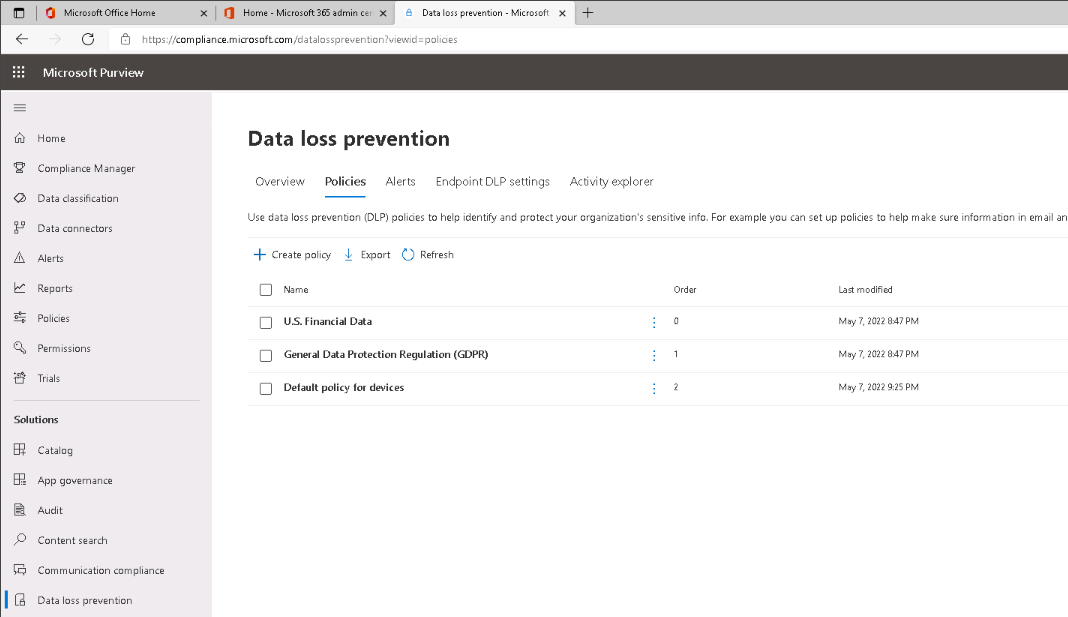 Microsoft Office Home
Home - Microsoft 365 admin cen
Data loss prevention - Microsoft
https://compliance.microsoft.com/datalossprevention?viewid=policies
Microsoft Purview
Home
Compliance Manager
Data classification
Data connectors
Alerts
Reports
Policies
Permissions
Trials
Solutions
Catalog
App governance
Audit
Content search
Communication compliance
Data loss prevention
Data loss prevention
Overview Policies Alerts Endpoint DLP settings Activity explorer
Use data loss prevention (DLP) policies to help identify and protect your organization's sensitive info. For example you can set up policies to help make sure information in email an
Create policy Export Refresh
Name Order Last modified
U.S. Financial Data 0 May 7, 2022 8:47 PM
General Data Protection Regulation (GDPR) 1 May 7, 2022 8:47 PM
Default policy for devices 2 May 7, 2022 9:25 PM